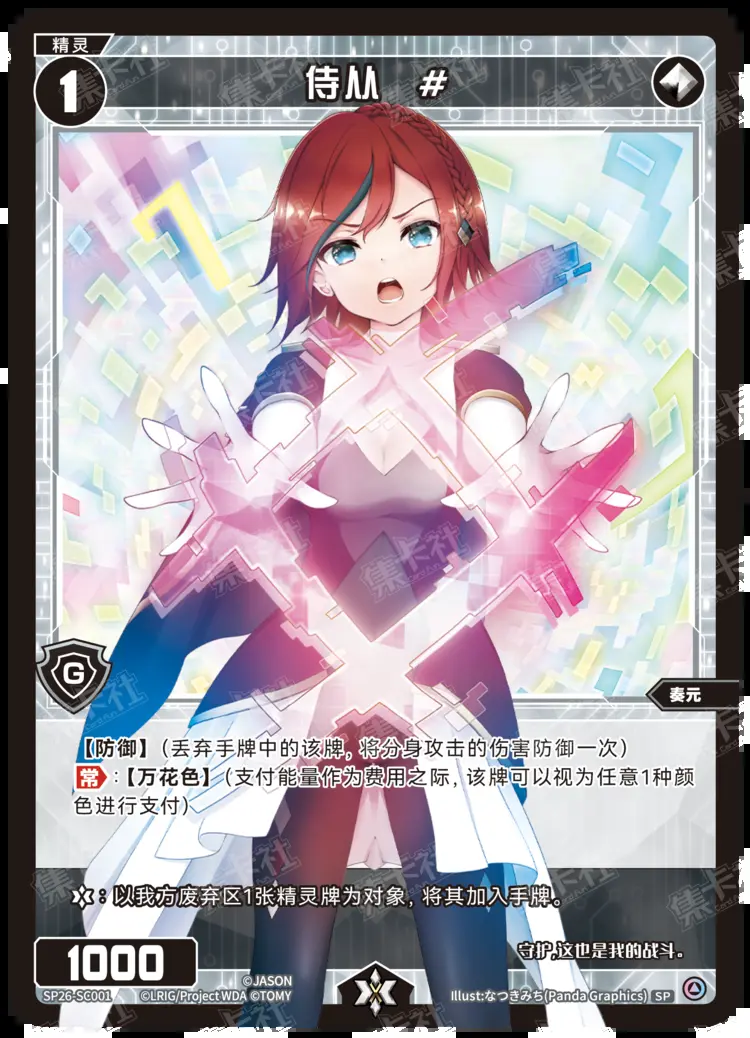 精灵
1
侍从 #
G
奏元
【防御】(丢弃手牌中的该牌, 将分身攻击的伤害防御一次)
常:【万花色】(支付能量作为费用之际, 该牌可以视为任意1种颜
色进行支付)
:以我方废弃区1张精灵牌为对象, 将其加入手牌。
守护,这也是我的战斗。
1000
©JASON
SP26-SC001 ©LRIG/Project WDA ©TOMY
Illust:なつきみち(Panda Graphics) SP
集卡社